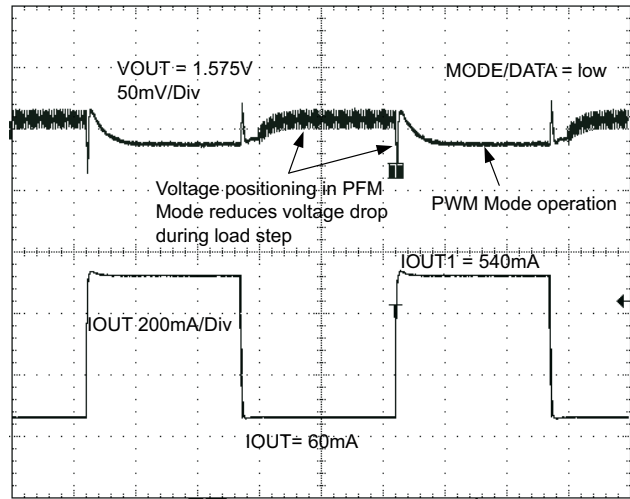 VOUT = 1.575V
50mV/Div
MODE/DATA = low
Voltage positioning in PFM
Mode reduces voltage drop
during load step
PWM Mode operation
IOUT1 = 540mA
IOUT 200mA/Div
IOUT= 60mA